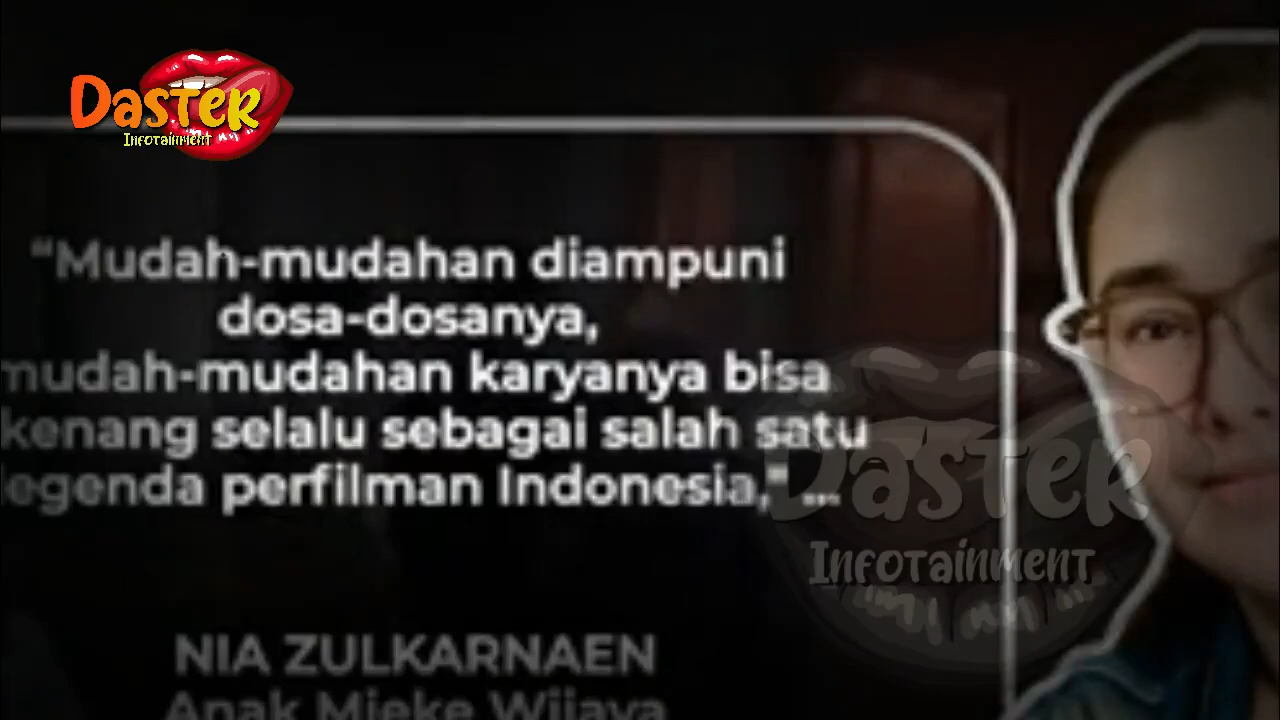 DASTER
INFOTAINMENT
"Mudah-mudahan diampuni
dosa-dosanya,
mudah-mudahan karyanya bisa
kenang selalu sebagai salah satu
legenda perfilman Indonesia," ...
DASTER
INFOTAINMENT
NIA ZULKARNAEN
Anak Mieke Wijaya